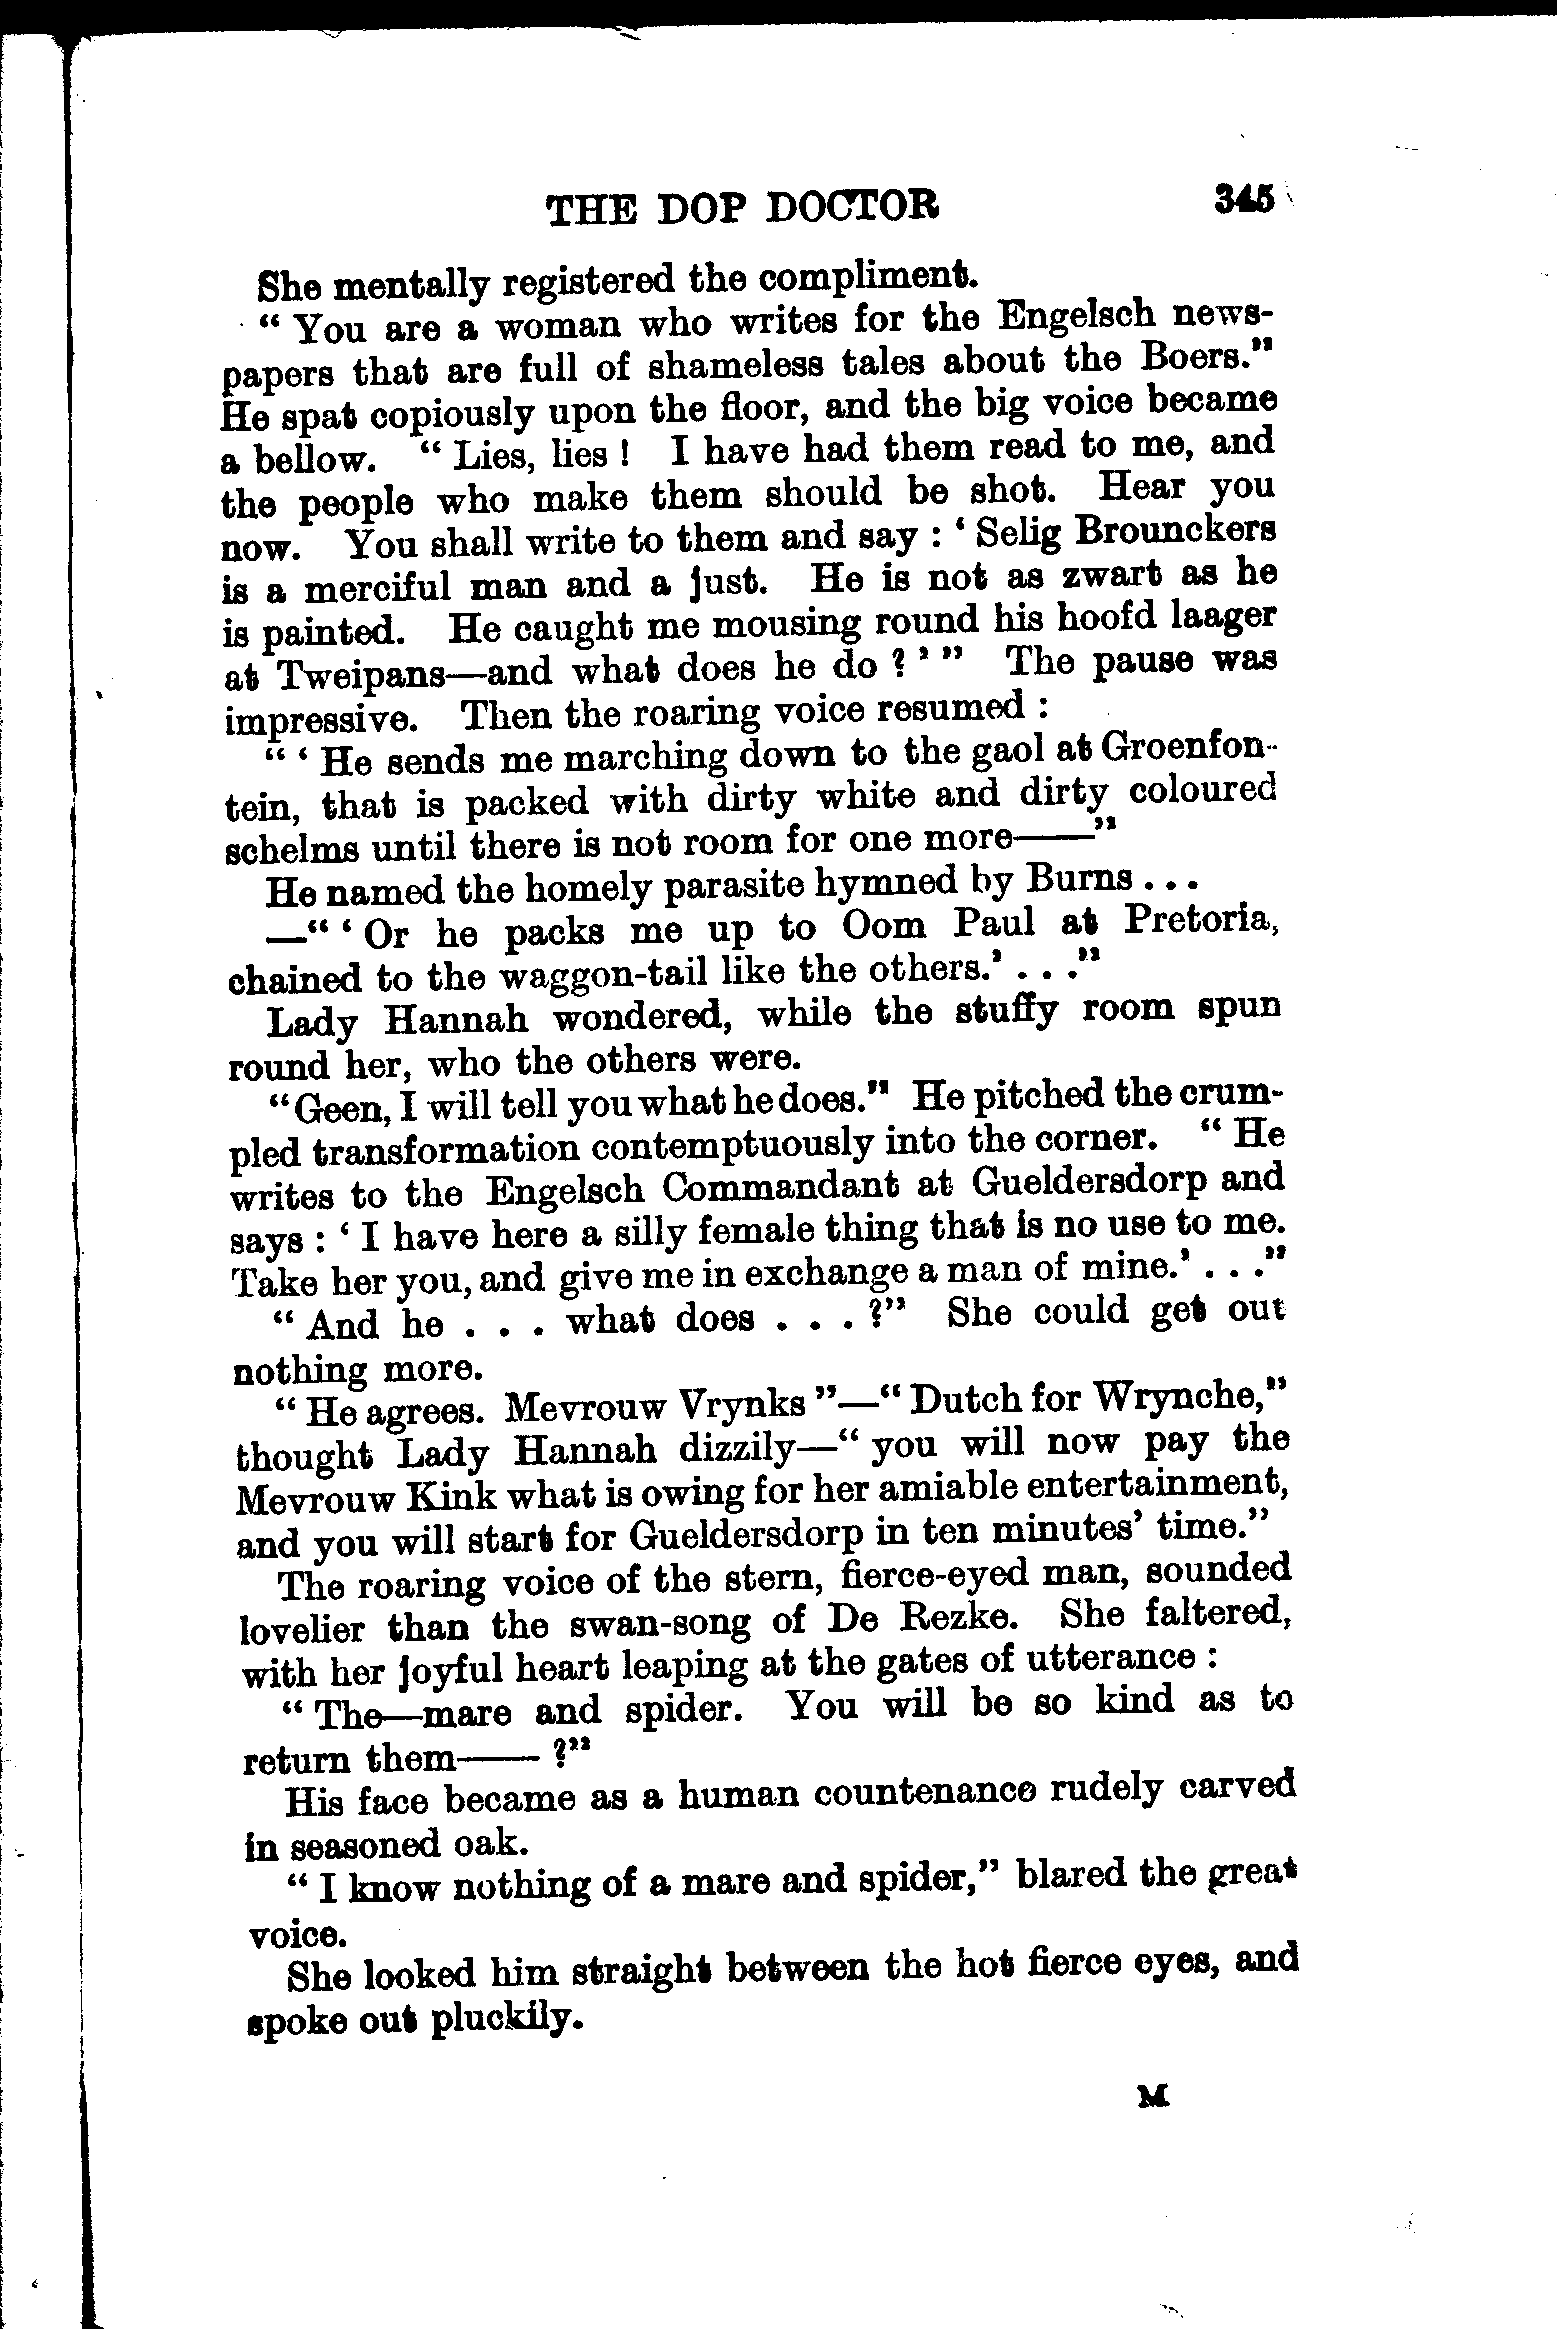 THE DOP DOCTOR 345
She mentally registered the compliment.
“ You are a woman who writes for the Engelsch news-
papers that are full of shameless tales about the Boers.”
He spat copiously upon the floor, and the big voice became
a bellow. “ Lies, lies ! I have had them read to me, and
the people who make them should be shot. Hear you
now. You shall write to them and say : ‘ Selig Brounckers
is a merciful man and a just. He is not as zwart as he
is painted. He caught me mousing round his hoofd laager
at Tweipans—and what does he do ? ’ ” The pause was
impressive. Then the roaring voice resumed :
“ ‘ He sends me marching down to the gaol at Groenfon-
tein, that is packed with dirty white and dirty coloured
schelms until there is not room for one more——”
He named the homely parasite hymned by Burns . . .
—“ ‘ Or he packs me up to Oom Paul at Pretoria,
chained to the waggon-tail like the others.’ . . .”
Lady Hannah wondered, while the stuffy room spun
round her, who the others were.
“Geen, I will tell you what he does.” He pitched the crum-
pled transformation contemptuously into the corner. “ He
writes to the Engelsch Commandant at Gueldersdorp and
says : ‘ I have here a silly female thing that is no use to me.
Take her you, and give me in exchange a man of mine.’ . . .”
“ And he . . . what does . . . ?” She could get out
nothing more.
“ He agrees. Mevrouw Vrynks ”—“ Dutch for Wrynche,”
thought Lady Hannah dizzily—“ you will now pay the
Mevrouw Kink what is owing for her amiable entertainment,
and you will start for Gueldersdorp in ten minutes’ time.”
The roaring voice of the stern, fierce-eyed man, sounded
lovelier than the swan-song of De Rezke. She faltered,
with her joyful heart leaping at the gates of utterance :
“ The—mare and spider. You will be so kind as to
return them—— ?”
His face became as a human countenance rudely carved
in seasoned oak.
“ I know nothing of a mare and spider,” blared the great
voice.
She looked him straight between the hot fierce eyes, and
spoke out pluckily.
M